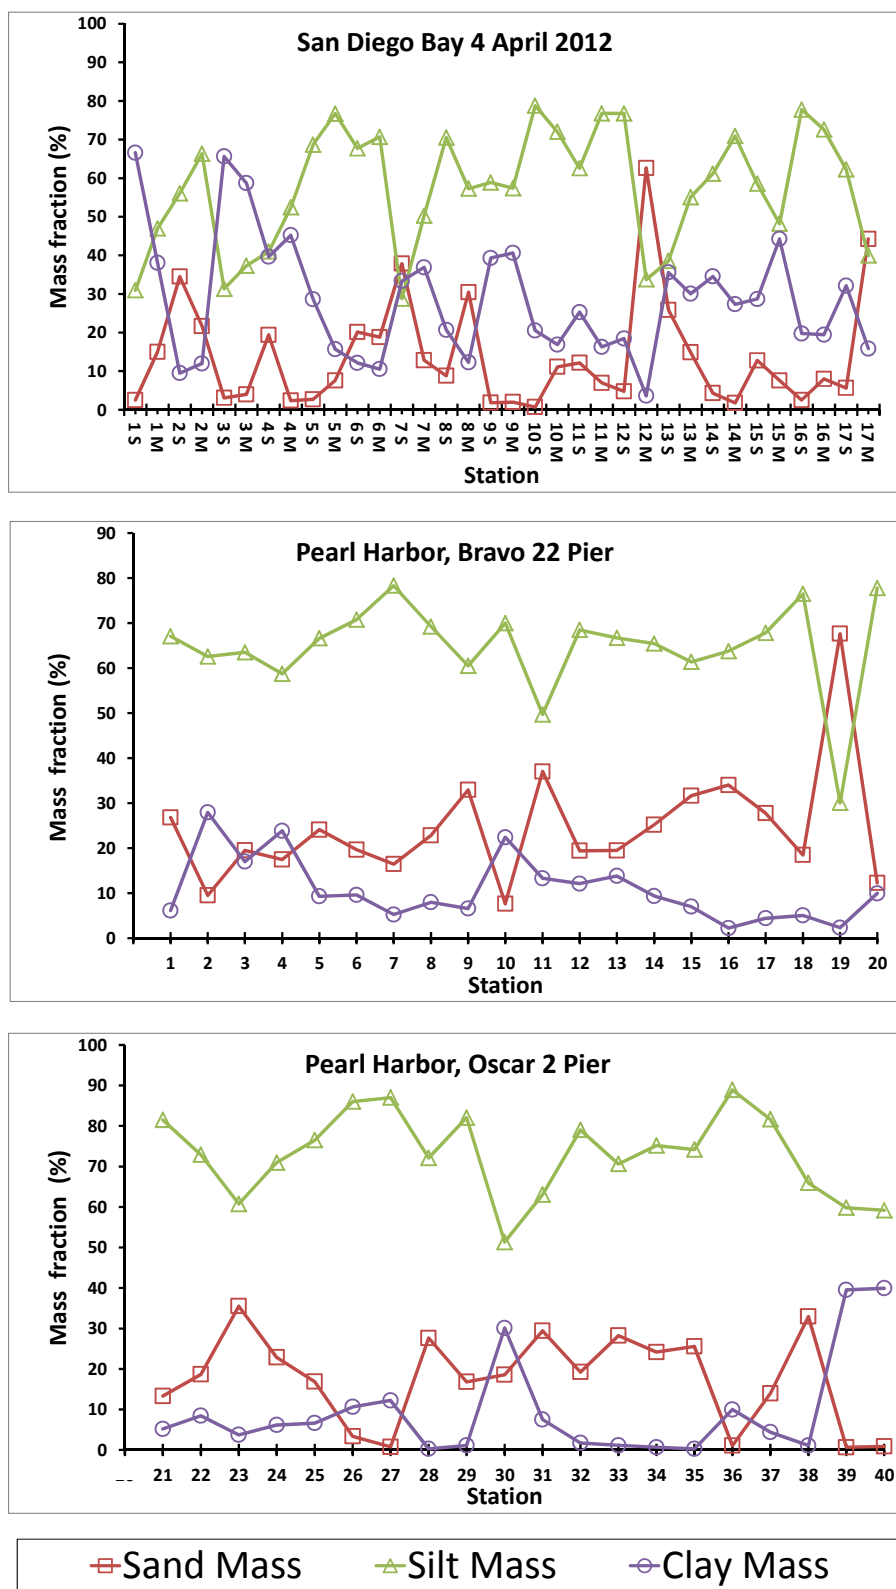 San Diego Bay 4 April 2012
Mass fraction (%)
100
90
80
70
60
50
40
30
20
10
0
1 S 1 M 2 S 2 M 3 S 3 M 4 S 4 M 5 S 5 M 6 S 6 M 7 S 7 M 8 S 8 M 9 S 9 M 10 S 10 M 11 S 11 M 12 S 12 M 13 S 13 M 14 S 14 M 15 S 15 M 16 S 16 M 17 S 17 M
Station
Pearl Harbor, Bravo 22 Pier
Mass fraction (%)
90
80
70
60
50
40
30
20
10
0
1 2 3 4 5 6 7 8 9 10 11 12 13 14 15 16 17 18 19 20
Station
Pearl Harbor, Oscar 2 Pier
Mass fraction (%)
100
90
80
70
60
50
40
30
20
10
0
21 22 23 24 25 26 27 28 29 30 31 32 33 34 35 36 37 38 39 40
Station
Sand Mass Silt Mass Clay Mass